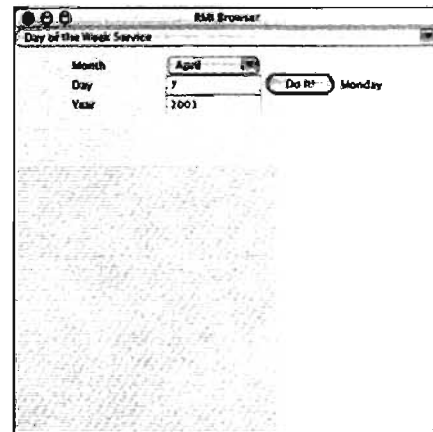 RMI Browser
Day of the Week Service
Month April
Day 7 Do It! Monday
Year 2003